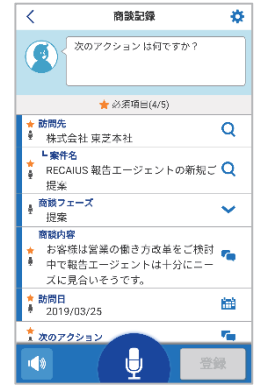 商談記録
次のアクションは何ですか？
必須項目(4/5)
訪問先
株式会社 東芝本社
案件名
RECAIUS 報告エージェントの新規ご
提案
商談フェーズ
提案
商談内容
お客様は営業の働き方改革をご検討
中で報告エージェントは十分にニー
ズに見合いそうです。
訪問日
2019/03/25
次のアクション
登録